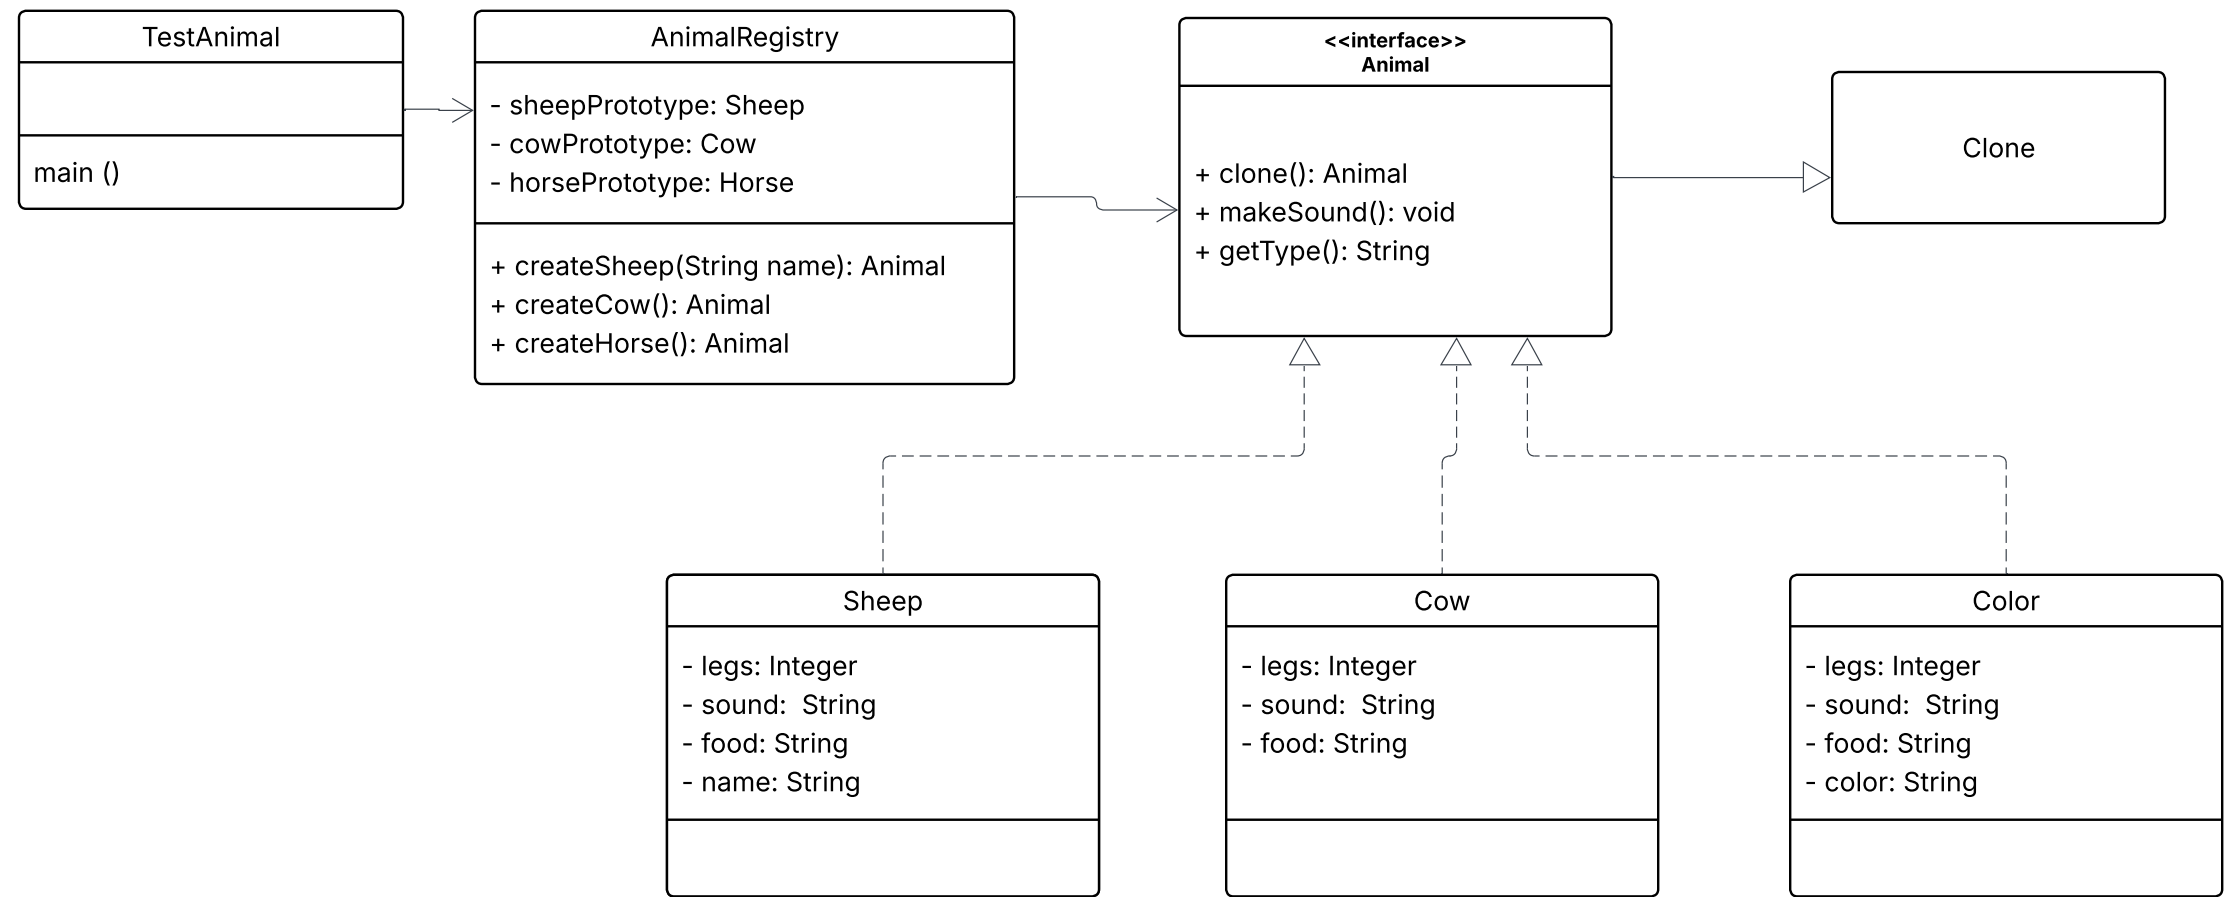 TestAnimal
main ()
AnimalRegistry
- sheepPrototype: Sheep
- cowPrototype: Cow
- horsePrototype: Horse
+ createSheep(String name): Animal
+ createCow(): Animal
+ createHorse(): Animal
<<interface>>
Animal
+ clone(): Animal
+ makeSound(): void
+ getType(): String
Clone
Sheep
- legs: Integer
- sound:  String
- food: String
- name: String
Cow
- legs: Integer
- sound:  String
- food: String
Color
- legs: Integer
- sound:  String
- food: String
- color: String